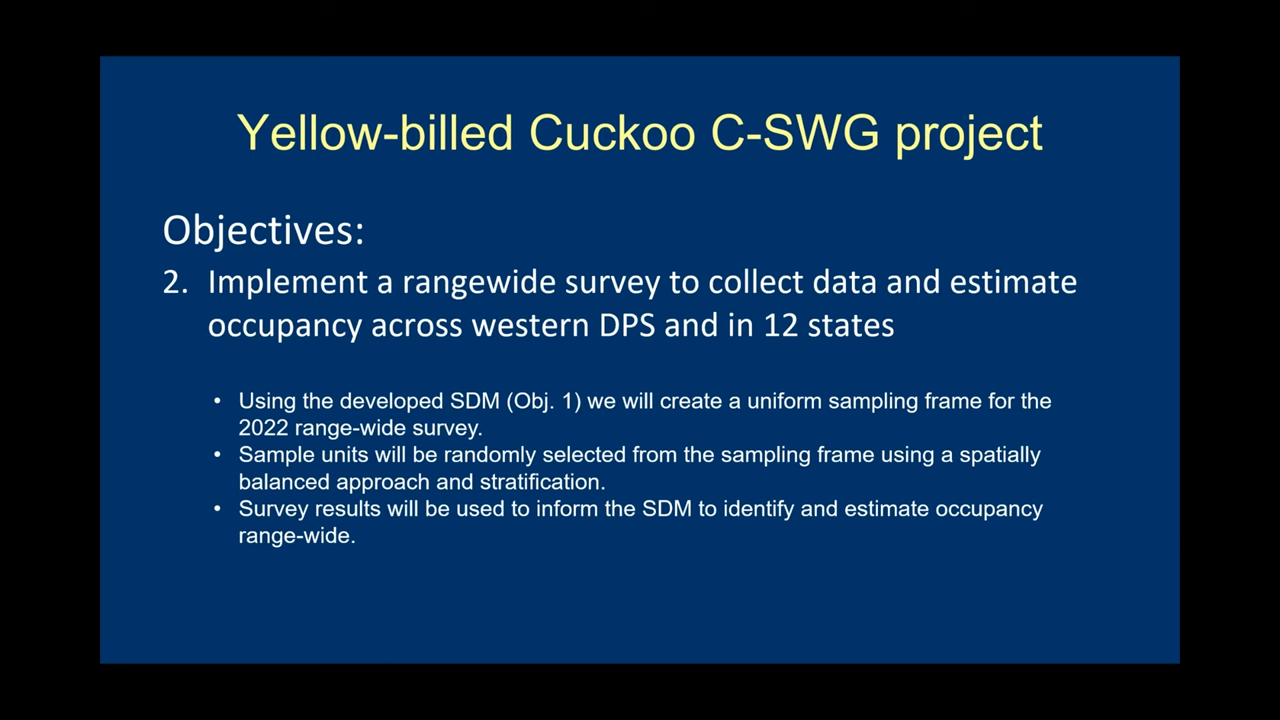 Yellow-billed Cuckoo C-SWG project
Objectives:
2. Implement a rangewide survey to collect data and estimate
occupancy across western DPS and in 12 states
• Using the developed SDM (Obj. 1) we will create a uniform sampling frame for the
2022 range-wide survey.
• Sample units will be randomly selected from the sampling frame using a spatially
balanced approach and stratification.
• Survey results will be used to inform the SDM to identify and estimate occupancy
range-wide.